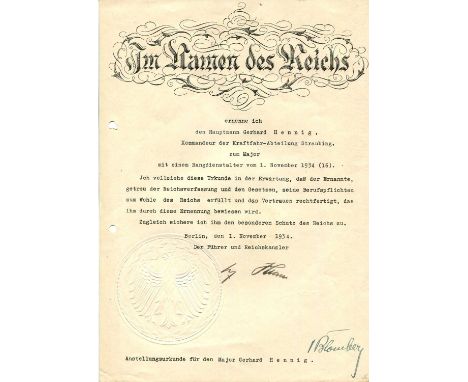 Im Namen des Reichs
ernenne ich
den Hauptmann Gerhard H e n n i g ,
Kommandeur der Kraftfahr-Abteilung Straubing,
zum Major
mit einem Rangdienstalter vom 1. November 1934 (16).
Ich vollziehe diese Urkunde in der Erwartung, daß der Ernannte,
getreu der Reichsverfassung und den Gesetzen, seine Berufspflichten
zum Wohle des Reichs erfüllt und das Vertrauen rechtfertigt, das
ihm durch diese Ernennung bewiesen wird.
Zugleich sichere ich ihm den besonderen Schutz des Reichs zu.
Berlin, den 1. November 1934.
Der Führer und Reichskanzler
v Blomberg
Anstellungsurkunde für den Major Gerhard H e n n i g .